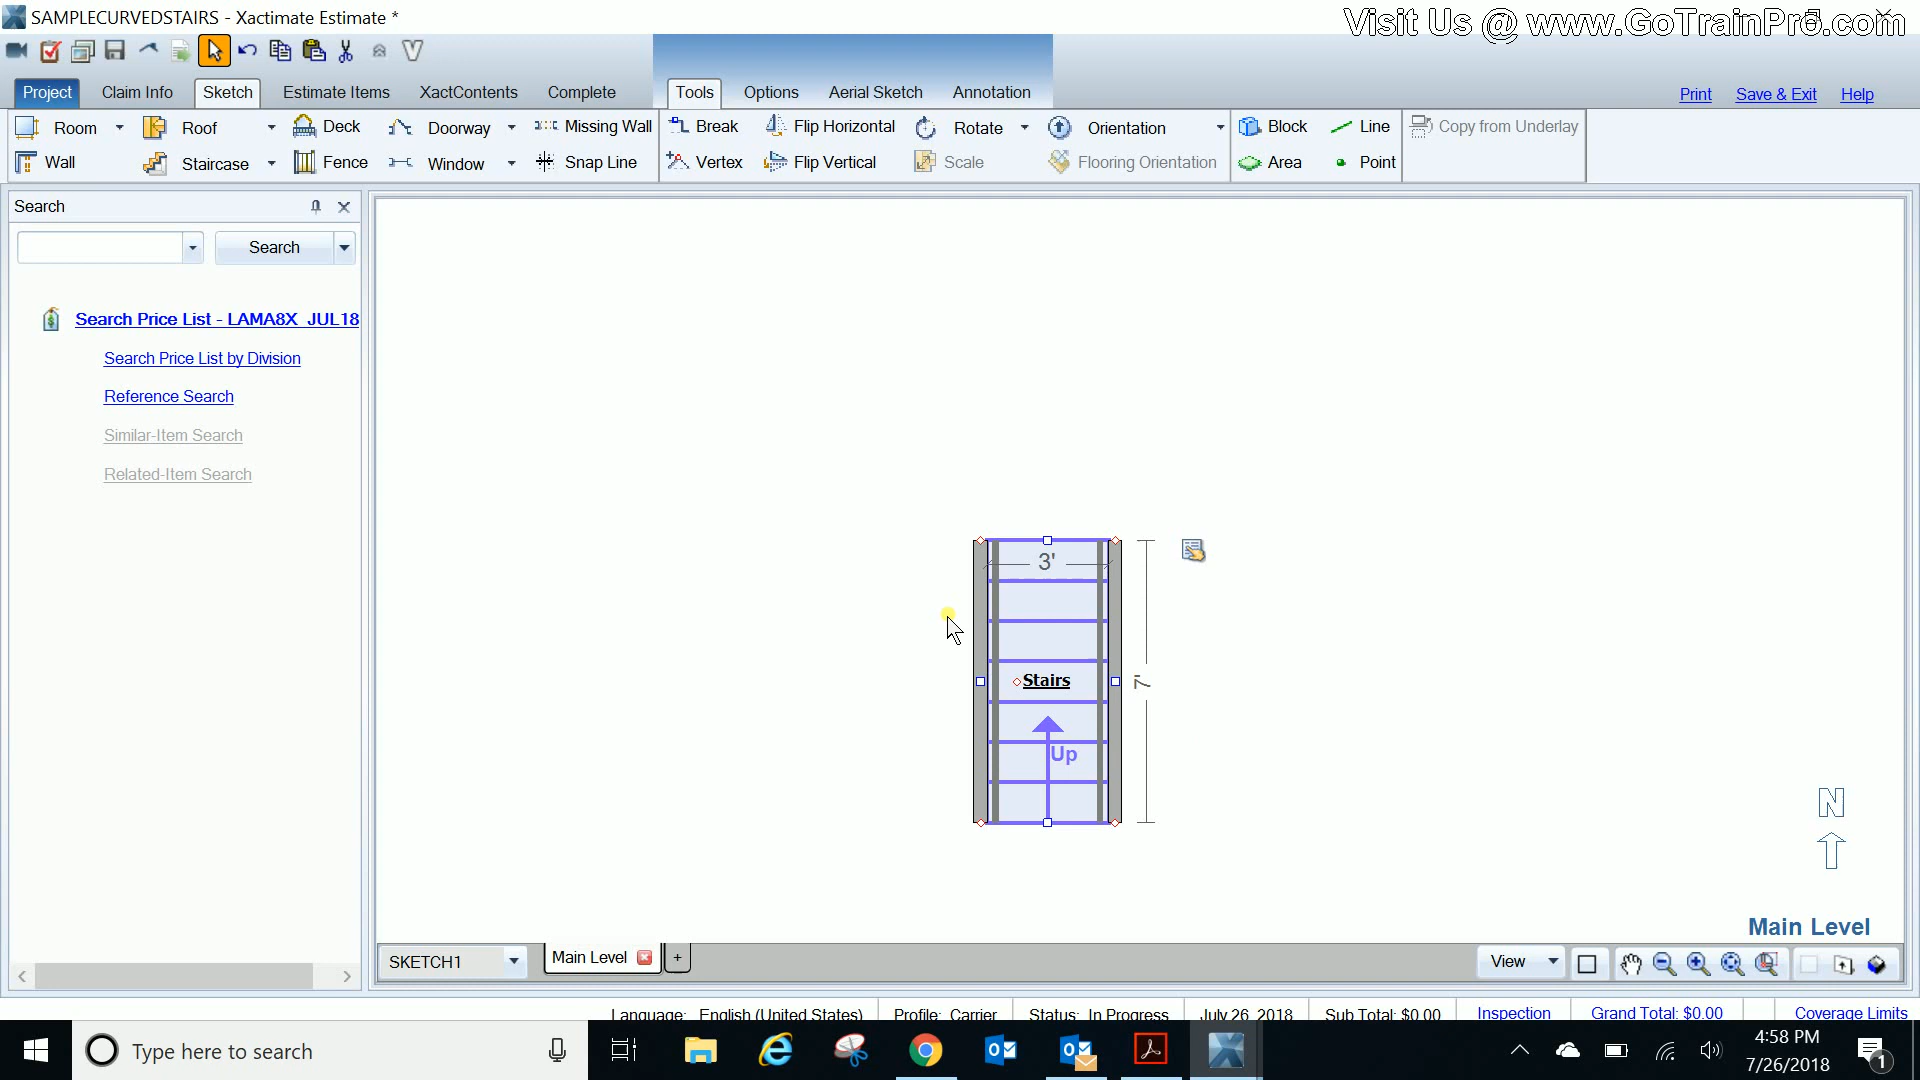 SAMPLECURVEDSTAIRS - Xactimate Estimate *
Visit Us @ www.GoTrainPro.com
Project Claim Info Sketch Estimate Items XactContents Complete Tools Options Aerial Sketch Annotation Print Save & Exit Help
Room Roof Deck Doorway Missing Wall Break Flip Horizontal Rotate Orientation Block Line Copy from Underlay
Wall Staircase Fence Window Snap Line Vertex Flip Vertical Scale Flooring Orientation Area Point
Search
Search
Search Price List - LAMA8X_JUL18
Search Price List by Division
Reference Search
Similar-Item Search
Related-Item Search
3'
Stairs
7'
Up
N
Main Level
SKETCH1 Main Level + View
Language: English (United States) Profile: Carrier Status: In Progress July 26, 2018 Sub Total: $0.00 Inspection Grand Total: $0.00 Coverage Limits
Type here to search
4:58 PM
7/26/2018
1